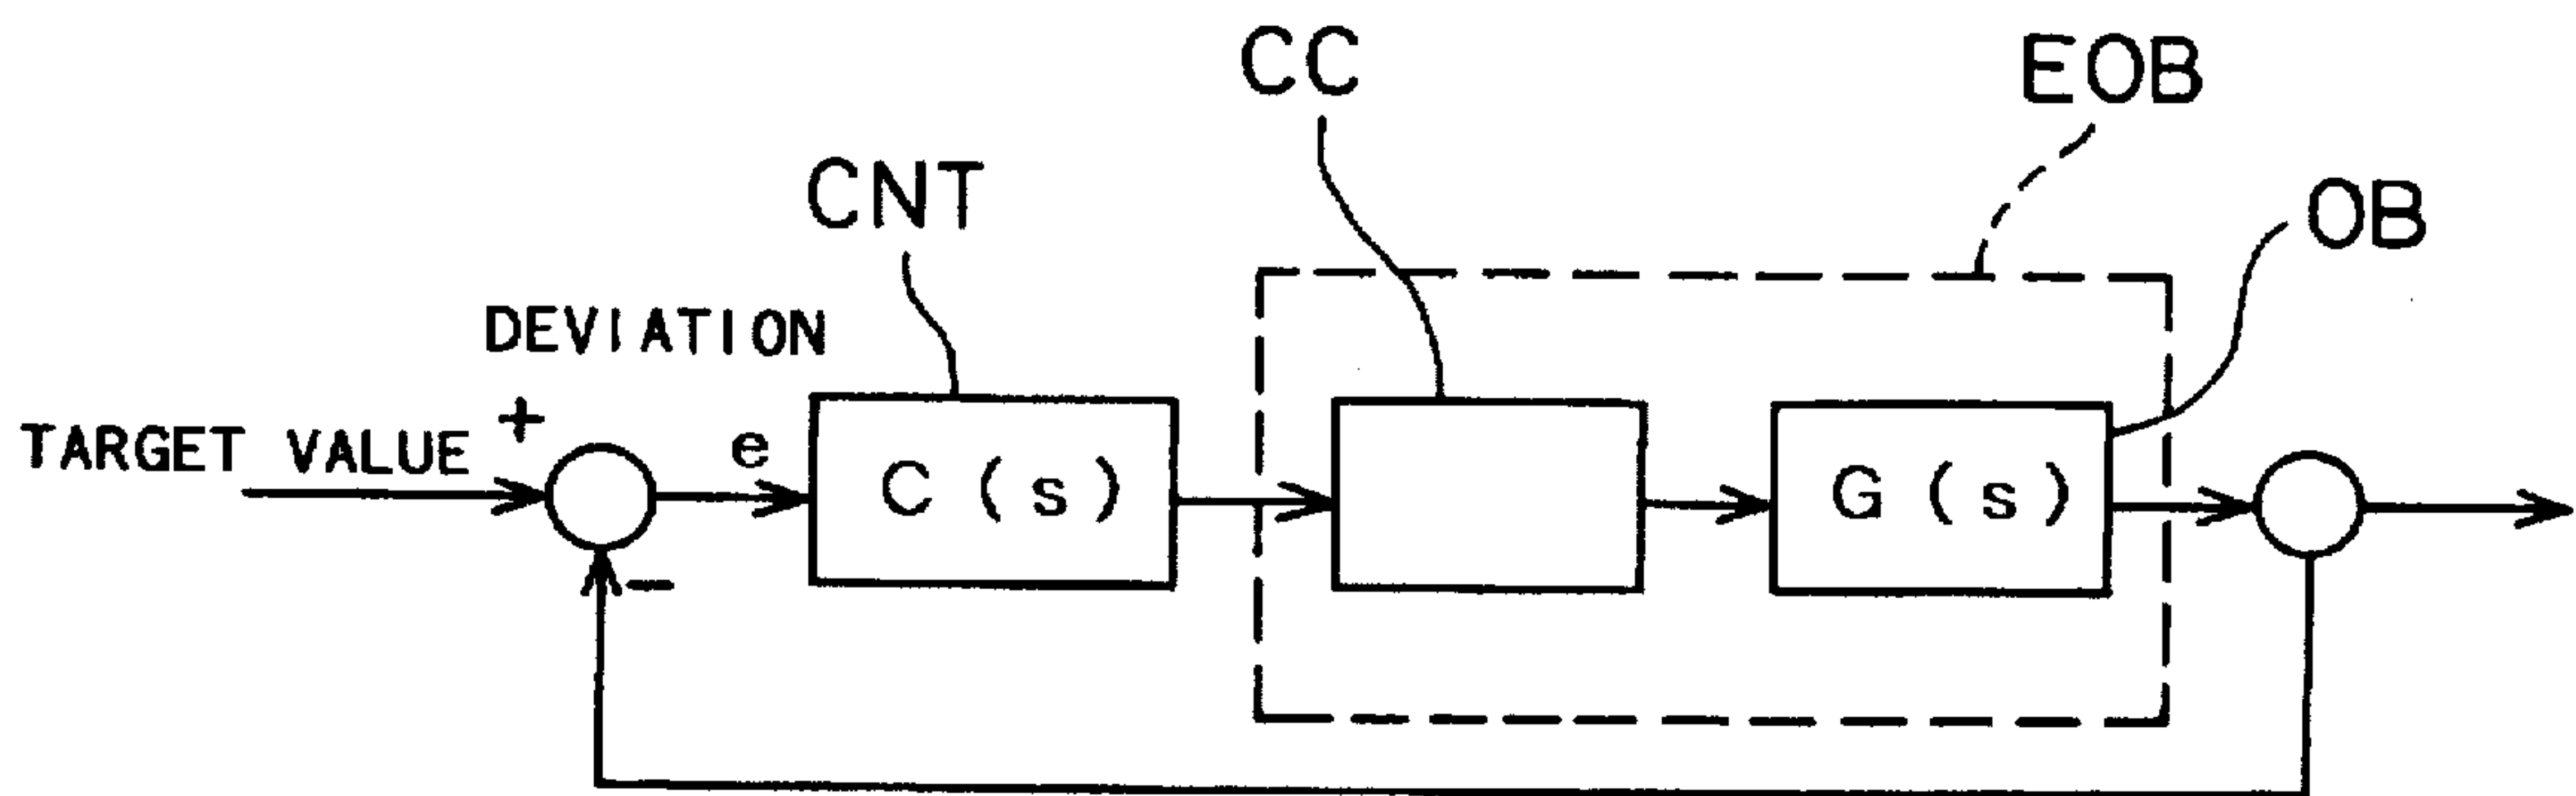 CC
EOB
CNT
OB
DEVIATION
TARGET VALUE
+
e
C (s)
G (s)
−